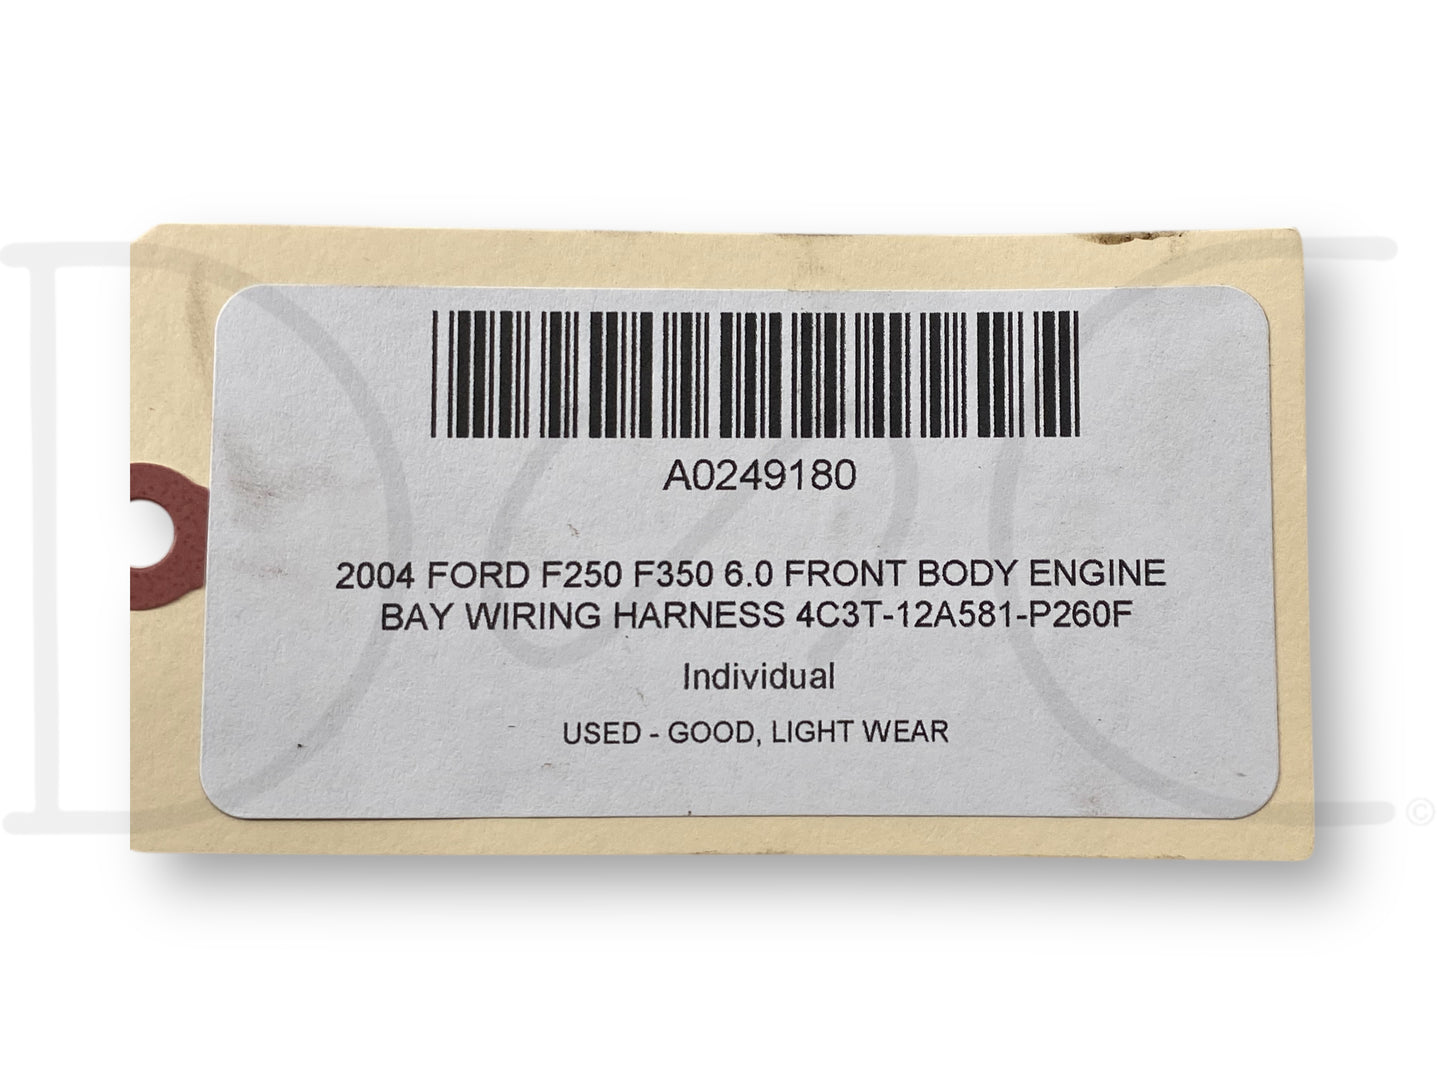 A0249180
2004 FORD F250 F350 6.0 FRONT BODY ENGINE
BAY WIRING HARNESS 4C3T-12A581-P260F
Individual
USED - GOOD, LIGHT WEAR
©